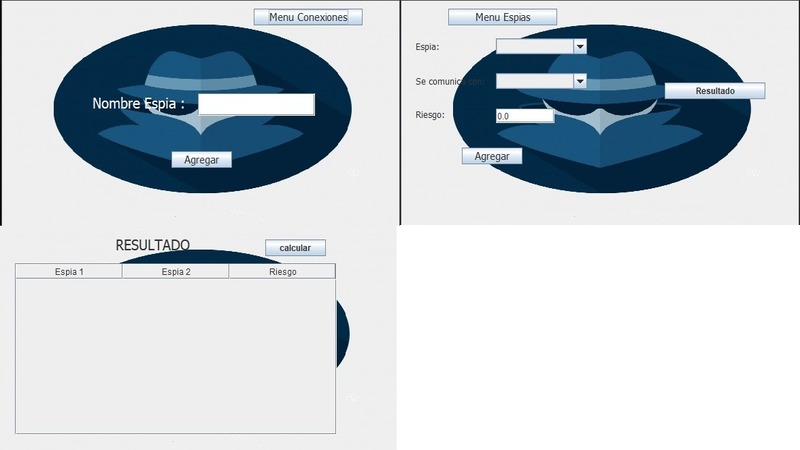 Menu Conexiones
Nombre Espia :
Agregar
Menu Espias
Espia:
Se comunica con:
Resultado
Riesgo:
0.0
Agregar
RESULTADO
calcular
Espia 1 Espia 2 Riesgo